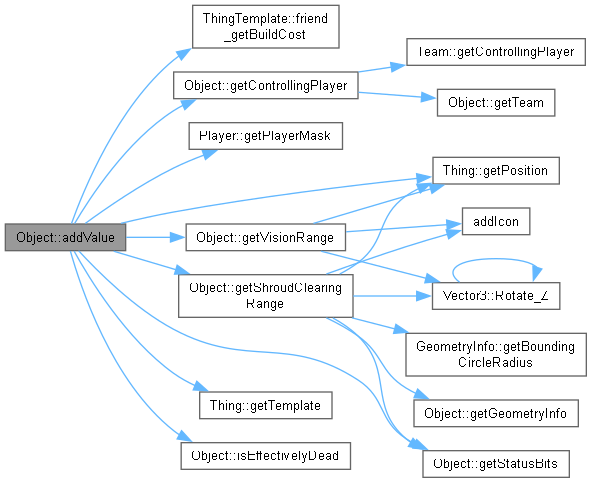 ThingTemplate::friend
_getBuildCost
Team::getControllingPlayer
Object::getControllingPlayer
Object::getTeam
Player::getPlayerMask
Thing::getPosition
addIcon
Object::addValue
Object::getVisionRange
Object::getShroudClearing
Range
Vector3::Rotate_Z
GeometryInfo::getBounding
CircleRadius
Thing::getTemplate
Object::getGeometryInfo
Object::isEffectivelyDead
Object::getStatusBits